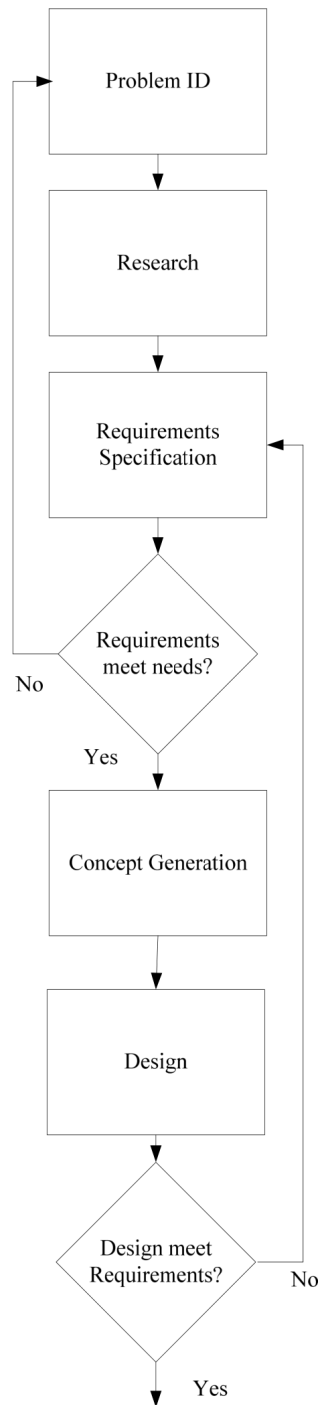 Problem ID
Research
Requirements
Specification
Requirements
meet needs?
No
Yes
Concept Generation
Design
Design meet
Requirements?
No
Yes